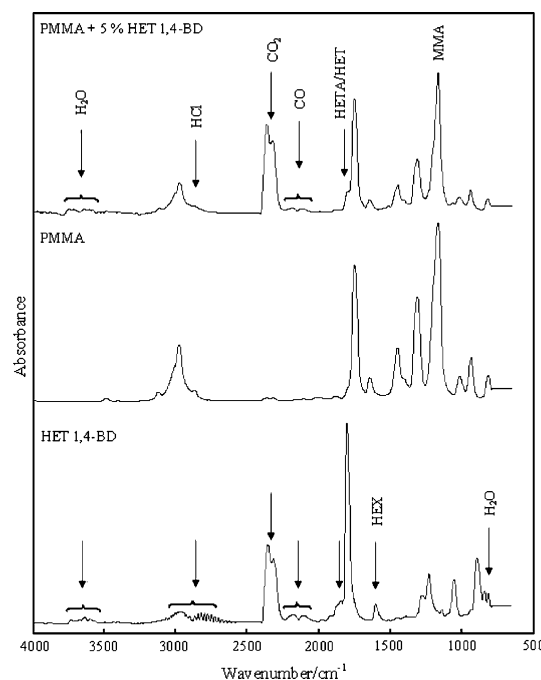 PMMA + 5 % HET 1,4-BD
H₂O
HCl
CO₂
CO
HETA/HET
MMA
PMMA
Absorbance
HET 1,4-BD
HEX
H₂O
4000 3500 3000 2500 2000 1500 1000 500
Wavenumber/cm⁻¹